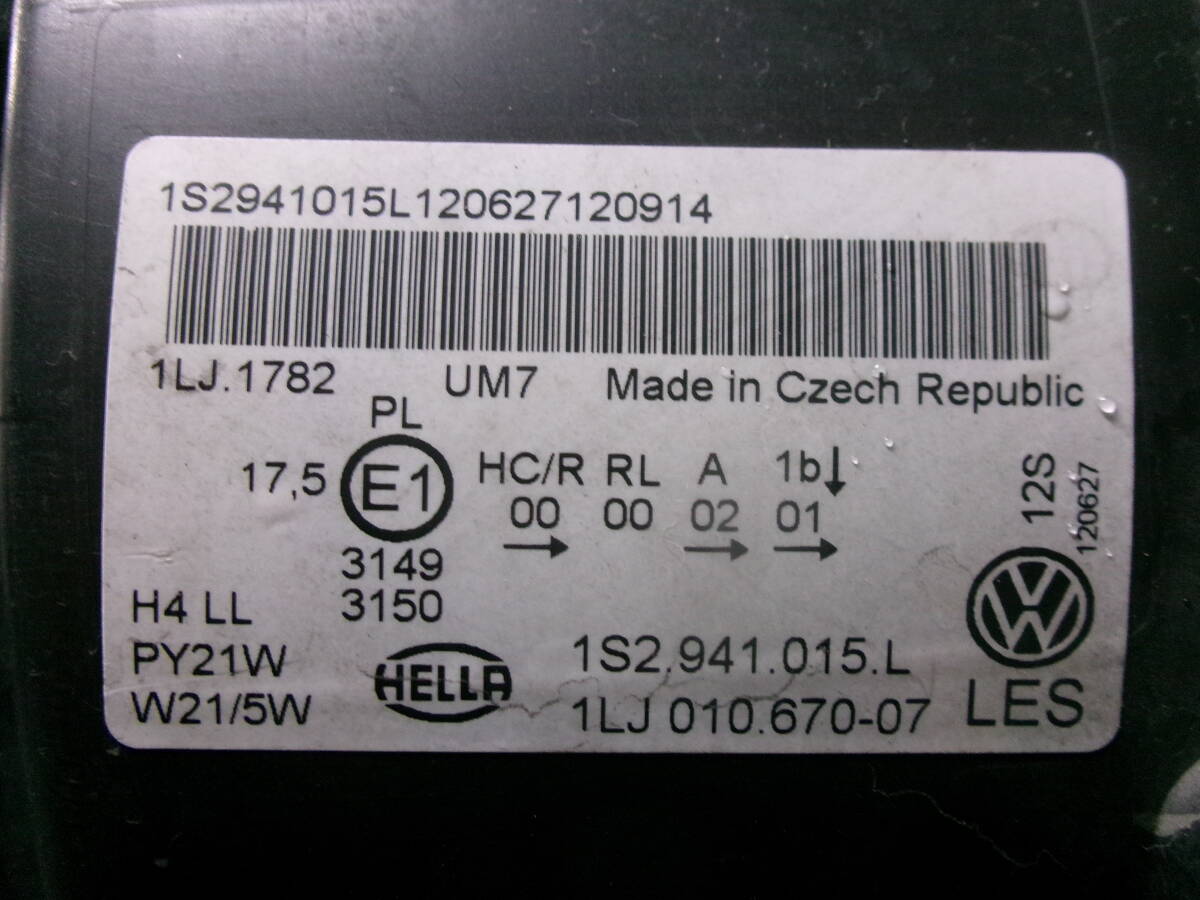 1S2941015L120627120914
1LJ.1782 UM7 Made in Czech Republic
PL
17,5 E1 HC/R RL A 1b↓
00 00 02 01
→ → →
3149
3150
H4 LL
PY21W
W21/5W
HELLA
1S2.941.015.L
1LJ 010.670-07
12S
120627
VW
LES